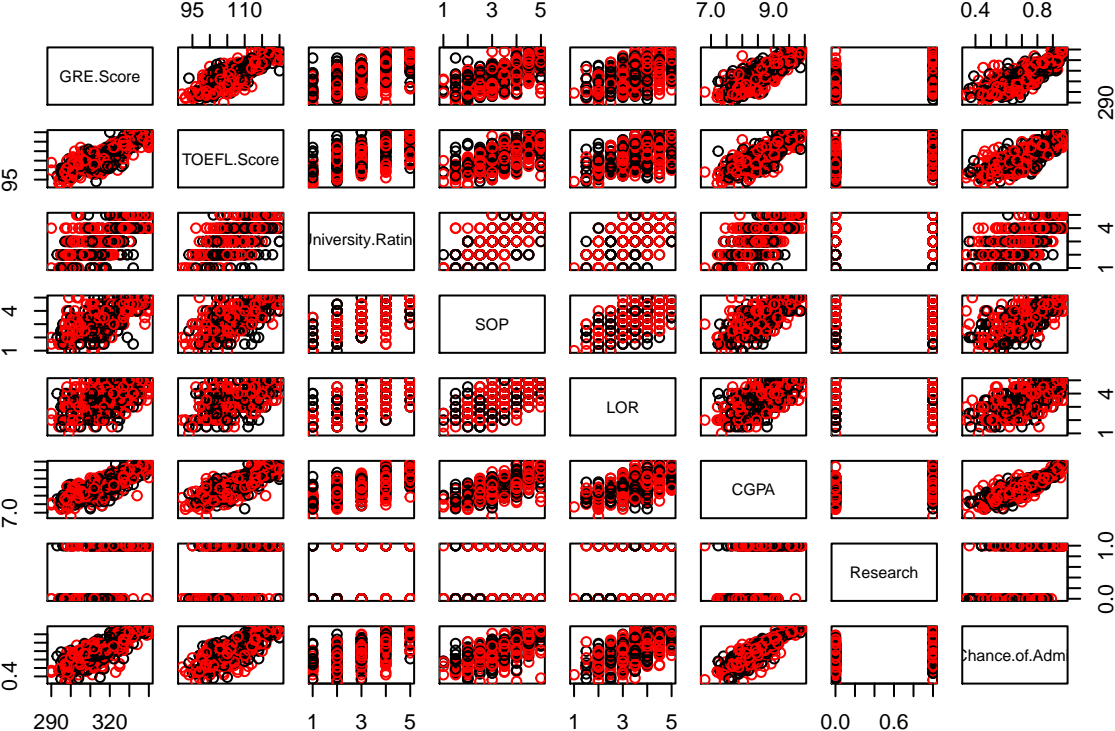 95 110 1 3 5 7.0 9.0 0.4 0.8
GRE.Score
290
TOEFL.Score
95
University.Ratin
1 4
SOP
1 4
LOR
1 4
CGPA
7.0
Research
0.0 1.0
Chance.of.Adm
0.4
290 320 1 3 5 1 3 5 0.0 0.6